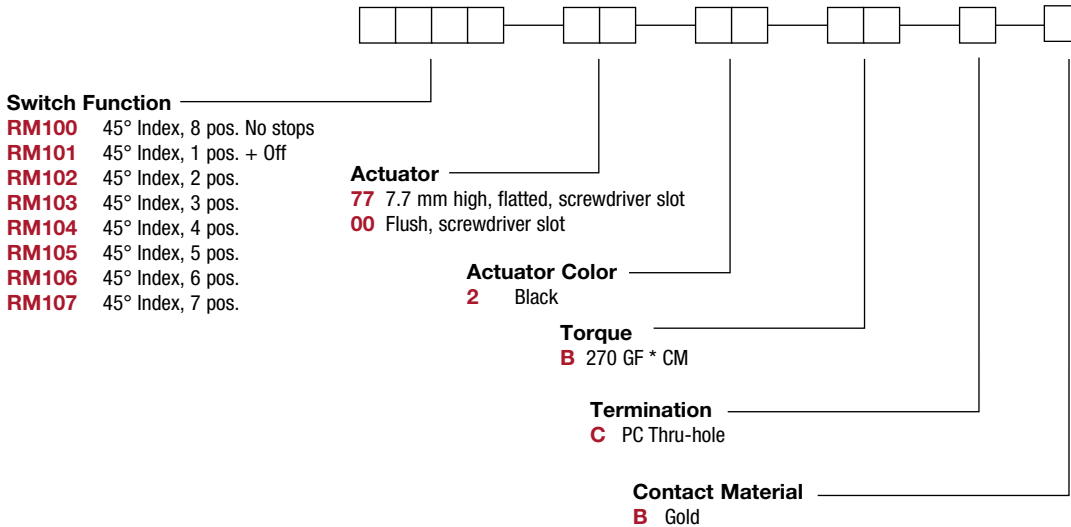 Switch Function
RM100 45° Index, 8 pos. No stops
RM101 45° Index, 1 pos. + Off
RM102 45° Index, 2 pos.
RM103 45° Index, 3 pos.
RM104 45° Index, 4 pos.
RM105 45° Index, 5 pos.
RM106 45° Index, 6 pos.
RM107 45° Index, 7 pos.
Actuator
77 7.7 mm high, flatted, screwdriver slot
00 Flush, screwdriver slot
Actuator Color
2 Black
Torque
B 270 GF * CM
Termination
C PC Thru-hole
Contact Material
B Gold